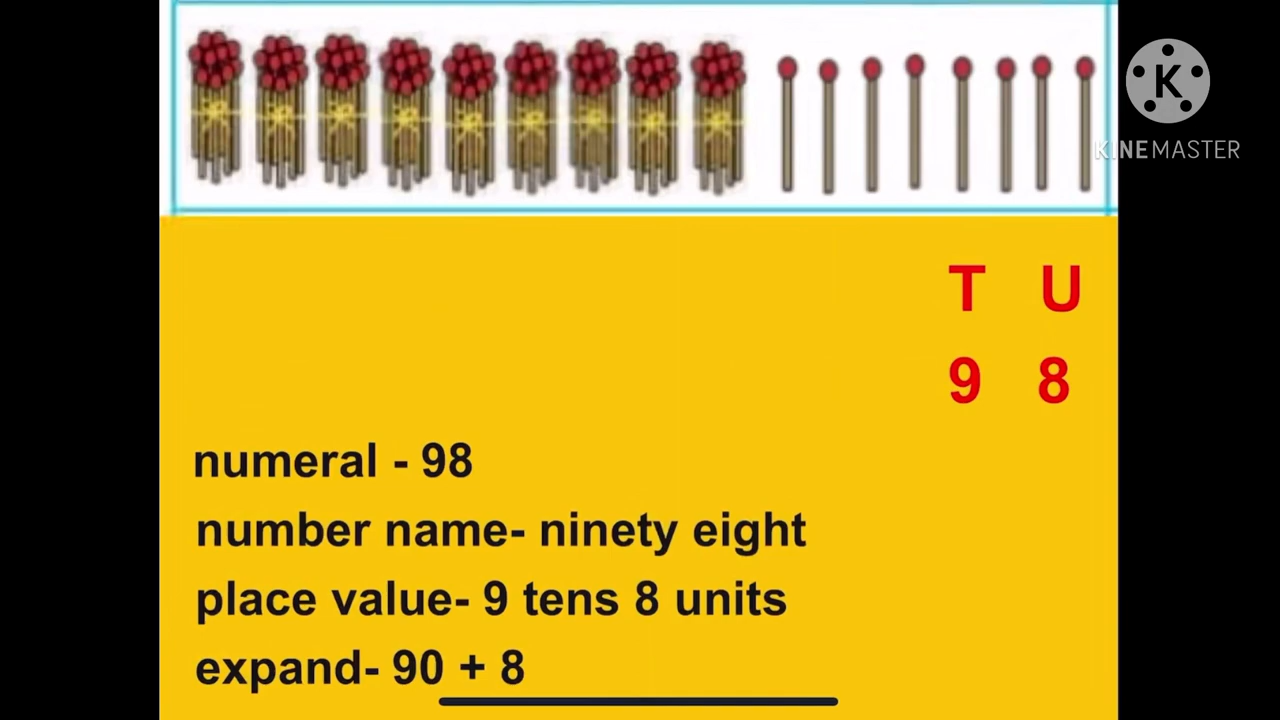 K
KINEMASTER
T U
9 8
numeral - 98
number name- ninety eight
place value- 9 tens 8 units
expand- 90 + 8